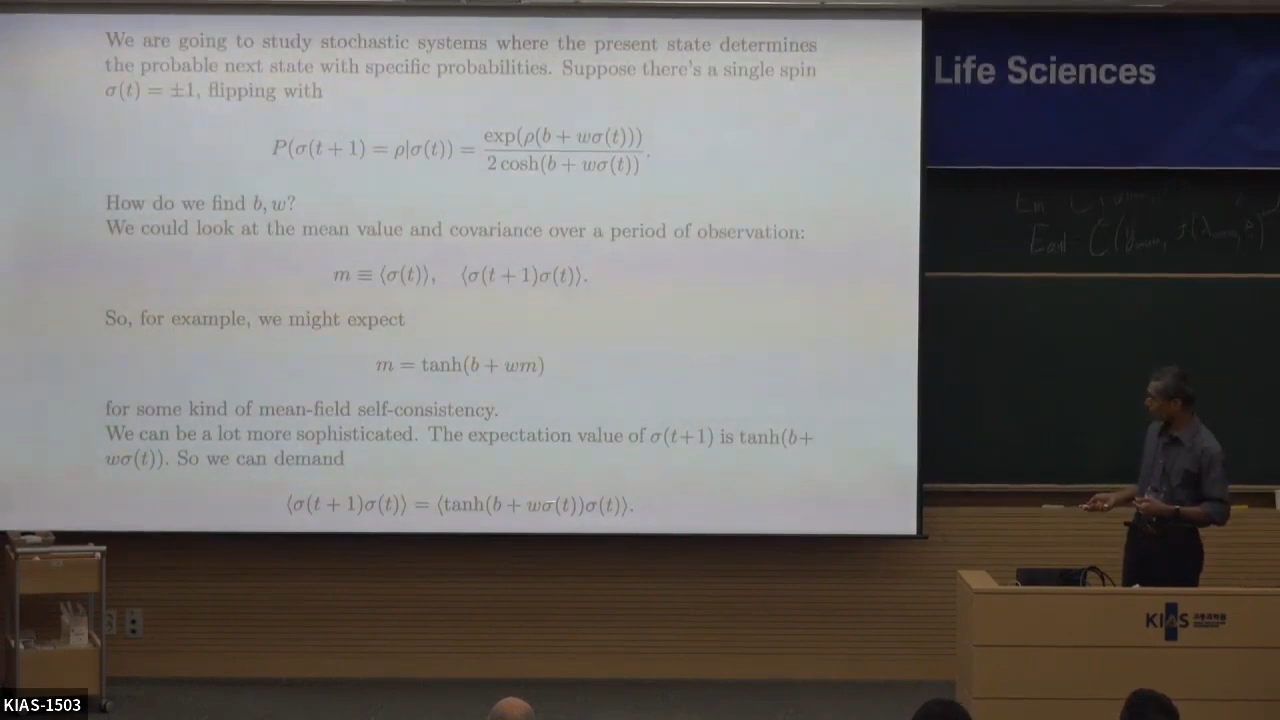 We are going to study stochastic systems where the present state determines
the probable next state with specific probabilities. Suppose there's a single spin
σ(t) = ±1, flipping with
P(σ(t + 1) = ρ|σ(t)) = exp(ρ(b + wσ(t))) / 2 cosh(b + wσ(t)).
How do we find b, w?
We could look at the mean value and covariance over a period of observation:
m ≡ ⟨σ(t)⟩, ⟨σ(t + 1)σ(t)⟩.
So, for example, we might expect
m = tanh(b + wm)
for some kind of mean-field self-consistency.
We can be a lot more sophisticated. The expectation value of σ(t+1) is tanh(b+
wσ(t)). So we can demand
⟨σ(t + 1)σ(t)⟩ = ⟨tanh(b + wσ(t))σ(t)⟩.
Life Sciences
KIAS
KIAS-1503